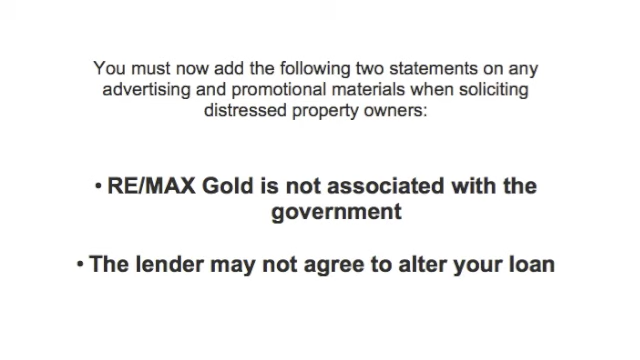 You must now add the following two statements on any
advertising and promotional materials when soliciting
distressed property owners:
• RE/MAX Gold is not associated with the
government
• The lender may not agree to alter your loan